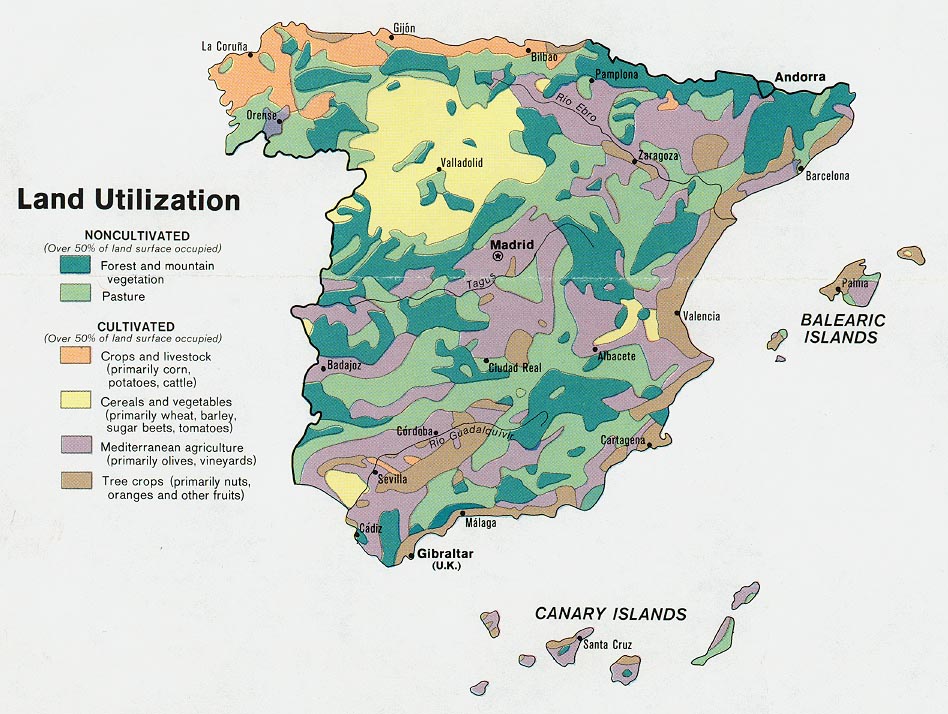 Land Utilization
NONCULTIVATED
(Over 50% of land surface occupied)
Forest and mountain
vegetation
Pasture
CULTIVATED
(Over 50% of land surface occupied)
Crops and livestock
(primarily corn,
potatoes, cattle)
Cereals and vegetables
(primarily wheat, barley,
sugar beets, tomatoes)
Mediterranean agriculture
(primarily olives, vineyards)
Tree crops (primarily nuts,
oranges and other fruits)
La Coruña
Gijón
Bilbao
Pamplona
Andorra
Orense
Río Ebro
Zaragoza
Barcelona
Valladolid
Madrid
Tagus
Palma
BALEARIC
ISLANDS
Valencia
Badajoz
Ciudad Real
Albacete
Córdoba
Río Guadalquivir
Cartagena
Sevilla
Cádiz
Málaga
Gibraltar
(U.K.)
CANARY ISLANDS
Santa Cruz